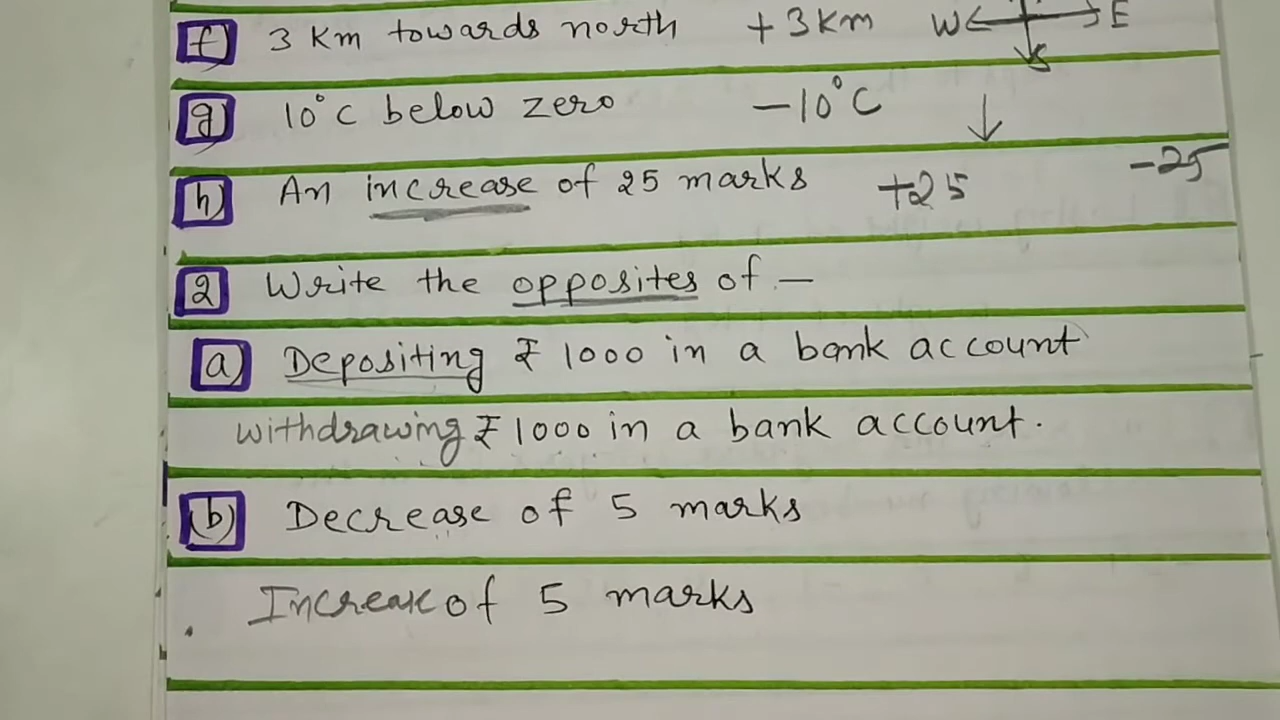 f) 3 Km towards north +3Km W E S
g) 10°C below zero -10°C
h) An increase of 25 marks +25 -25
2 Write the opposites of -
a) Depositing ₹ 1000 in a bank account
withdrawing ₹ 1000 in a bank account.
(b) Decrease of 5 marks
Increase of 5 marks